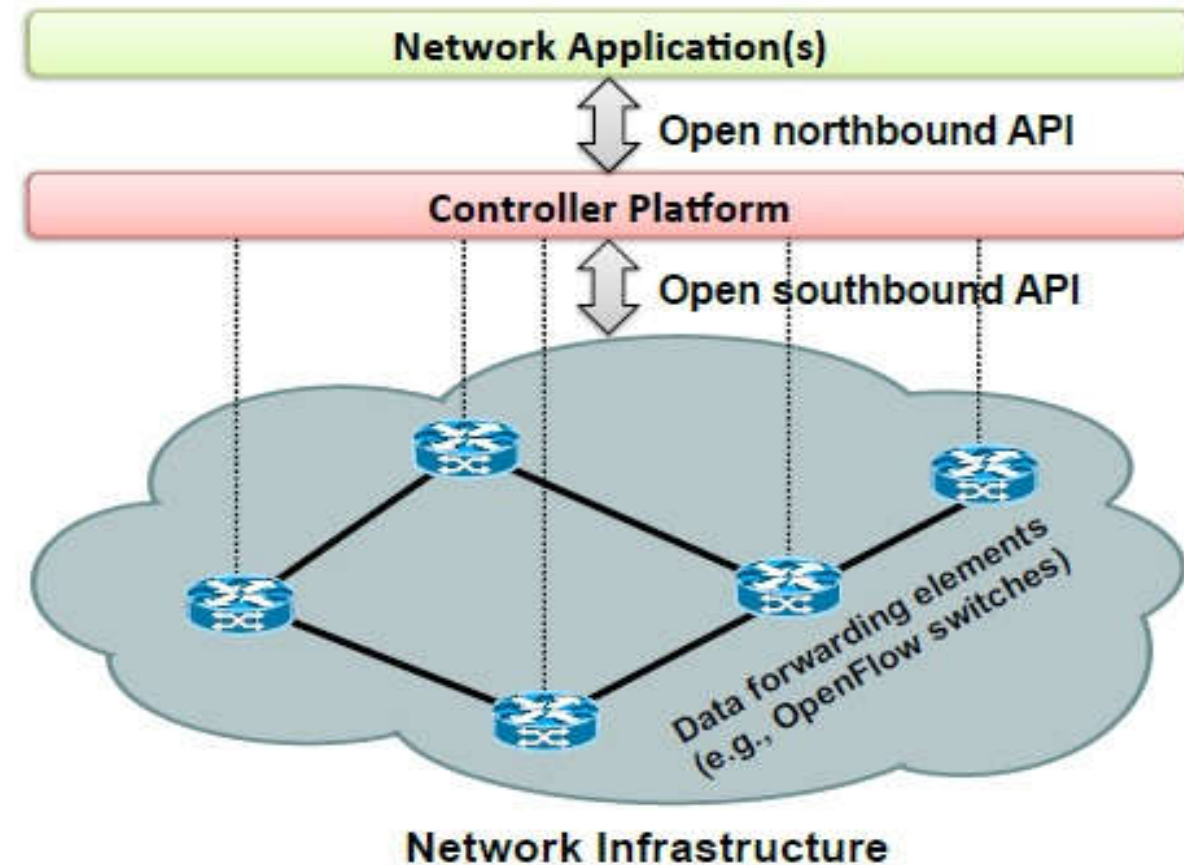 Network Application(s)
Open northbound API
Controller Platform
Open southbound API
Data forwarding elements
(e.g., OpenFlow switches)
Network Infrastructure